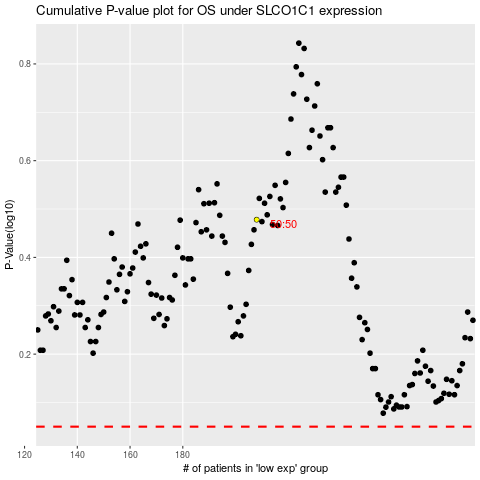 Cumulative P-value plot for OS under SLCO1C1 expression
P-Value(log10)
0.8
0.6
0.4
0.2
50:50
120 130 140 160 180
# of patients in 'low exp' group